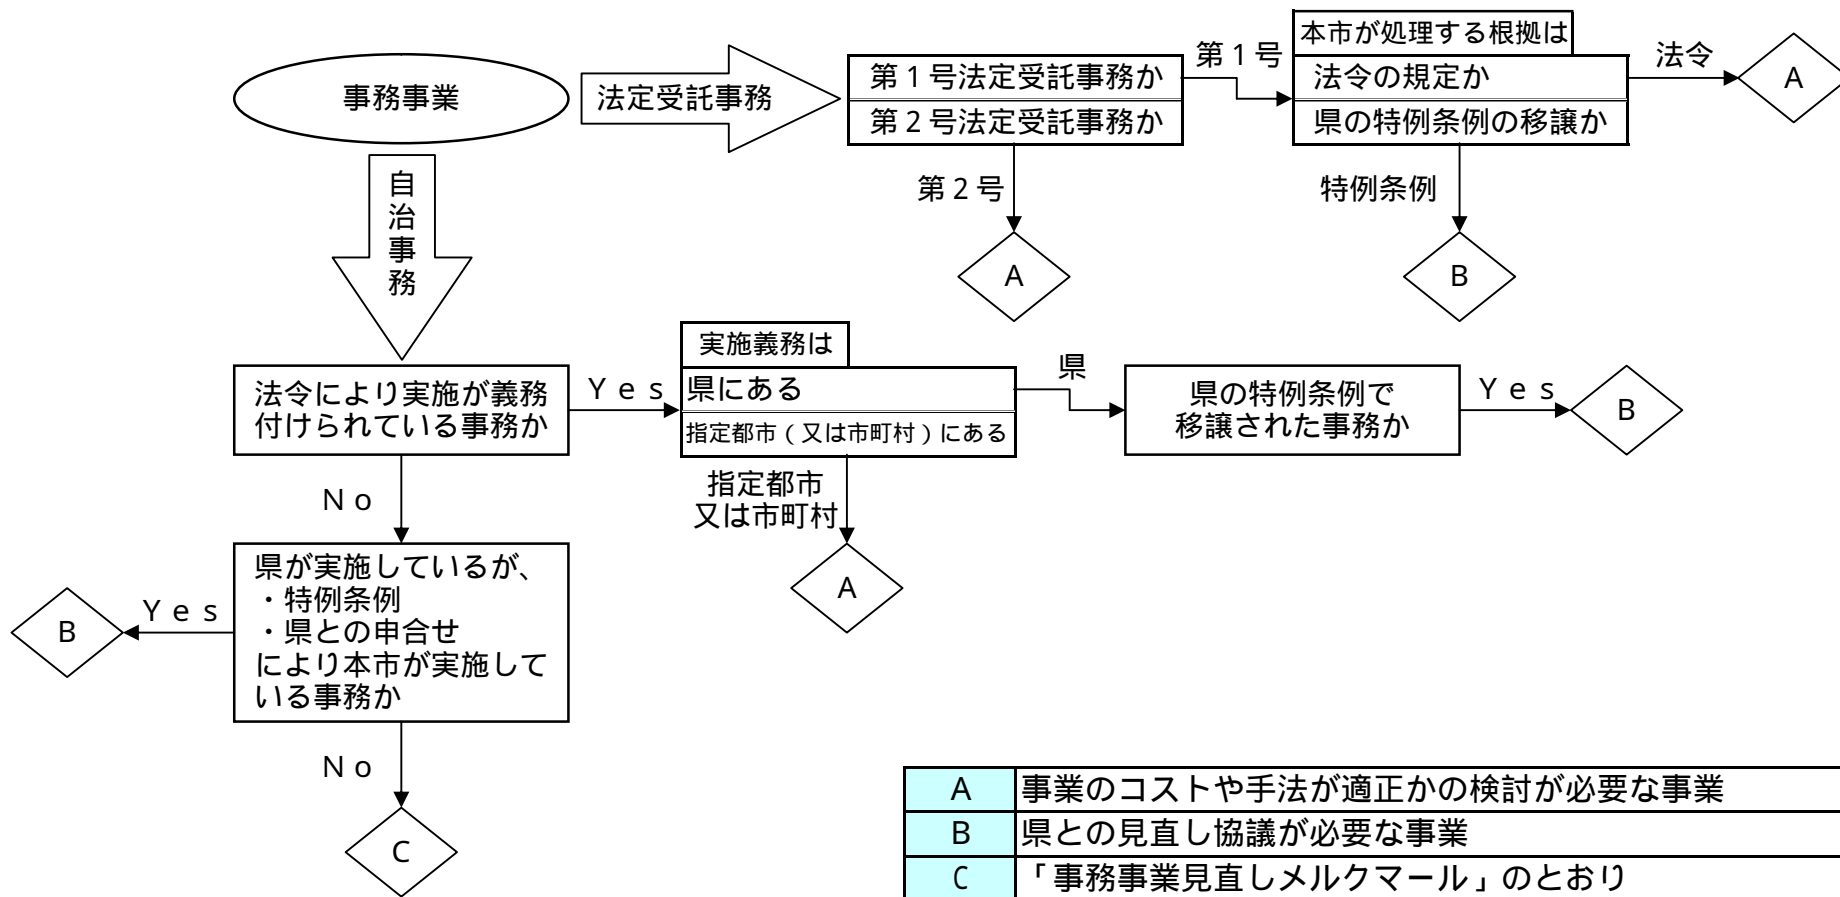 事務事業
法定受託事務
第１号法定受託事務か
第２号法定受託事務か
第１号
本市が処理する根拠は
法令の規定か
県の特例条例の移譲か
法令
A
第２号
A
特例条例
B
自治事務
法令により実施が義務
付けられている事務か
Ｙｅｓ
実施義務は
県にある
指定都市（又は市町村）にある
県
県の特例条例で
移譲された事務か
Ｙｅｓ
B
指定都市
又は市町村
A
Ｎｏ
県が実施しているが、
・特例条例
・県との申合せ
により本市が実施して
いる事務か
Ｙｅｓ
B
Ｎｏ
C
A 事業のコストや手法が適正かの検討が必要な事業
B 県との見直し協議が必要な事業
C 「事務事業見直しメルクマール」のとおり